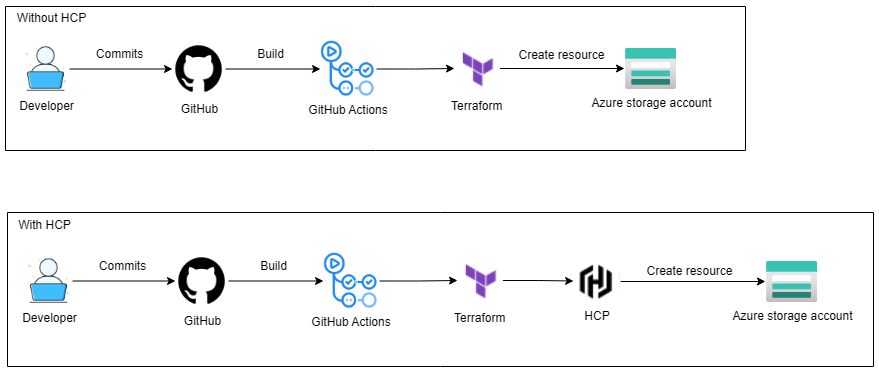 Without HCP
Commits
Build
Create resource
Developer
GitHub
GitHub Actions
Terraform
Azure storage account
With HCP
Commits
Build
Create resource
Developer
GitHub
GitHub Actions
Terraform
HCP
Azure storage account